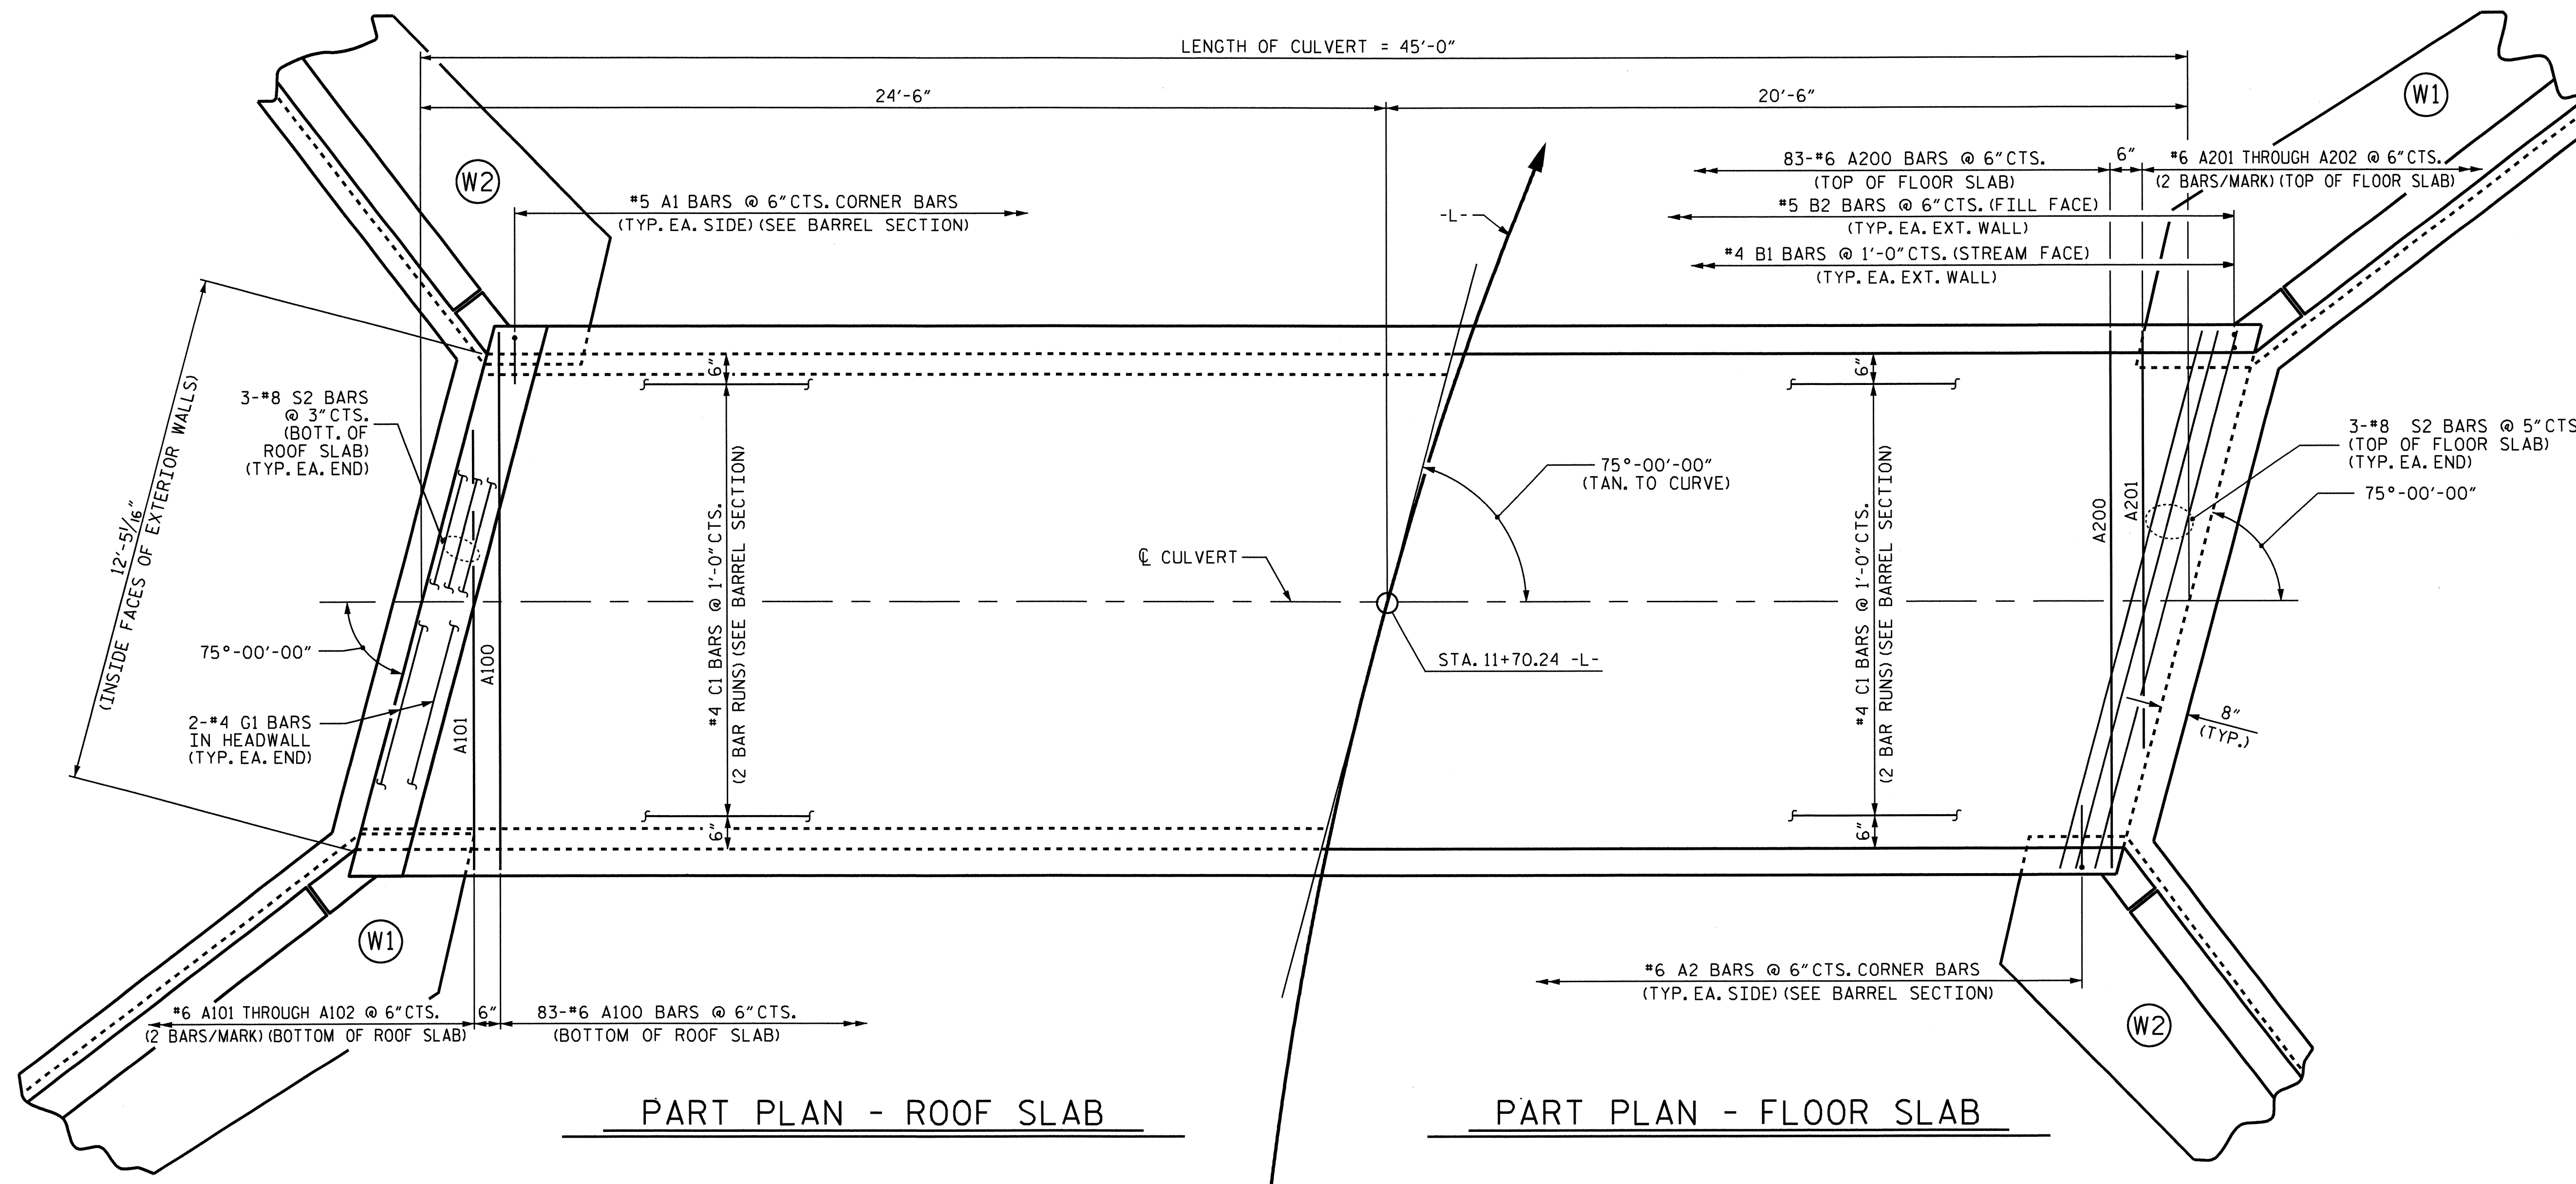 LENGTH OF CULVERT = 45'-0"
24'-6"
20'-6"
W1
W2
83-#6 A200 BARS @ 6"CTS.
(TOP OF FLOOR SLAB)
6"
#6 A201 THROUGH A202 @ 6"CTS.
(2 BARS/MARK)(TOP OF FLOOR SLAB)
#5 A1 BARS @ 6"CTS. CORNER BARS
(TYP. EA. SIDE)(SEE BARREL SECTION)
-L-
#5 B2 BARS @ 6"CTS.(FILL FACE)
(TYP. EA. EXT. WALL)
#4 B1 BARS @ 1'-0"CTS.(STREAM FACE)
(TYP. EA. EXT. WALL)
6"
6"
3-#8 S2 BARS
@ 3"CTS.
(BOTT. OF
ROOF SLAB)
(TYP. EA. END)
3-#8 S2 BARS @ 5"CTS
(TOP OF FLOOR SLAB)
(TYP. EA. END)
75°-00'-00"
(TAN. TO CURVE)
75°-00'-00"
12'-5 1/16"
(INSIDE FACES OF EXTERIOR WALLS)
#4 C1 BARS @ 1'-0"CTS.
(2 BAR RUNS)(SEE BARREL SECTION)
#4 C1 BARS @ 1'-0"CTS.
(2 BAR RUNS)(SEE BARREL SECTION)
A200
A201
℄ CULVERT
75°-00'-00"
A100
A101
STA. 11+70.24 -L-
2-#4 G1 BARS
IN HEADWALL
(TYP. EA. END)
8"
(TYP.)
6"
6"
W1
#6 A2 BARS @ 6"CTS. CORNER BARS
(TYP. EA. SIDE)(SEE BARREL SECTION)
#6 A101 THROUGH A102 @ 6"CTS.
(2 BARS/MARK)(BOTTOM OF ROOF SLAB)
6"
83-#6 A100 BARS @ 6"CTS.
(BOTTOM OF ROOF SLAB)
W2
PART PLAN - ROOF SLAB
PART PLAN - FLOOR SLAB